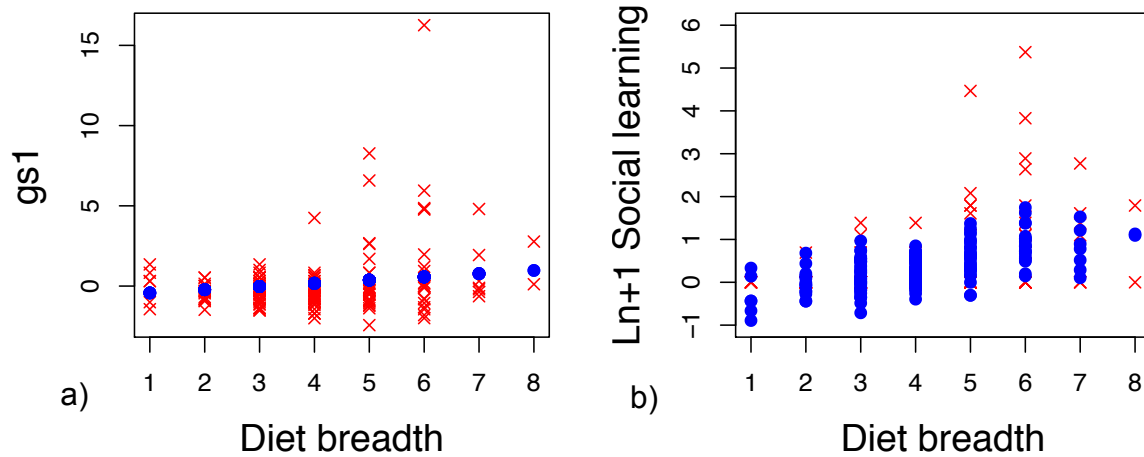 gs1
15
10
5
0
1 2 3 4 5 6 7 8
a)
Diet breadth
Ln+1 Social learning
6
5
4
3
2
1
0
−1
1 2 3 4 5 6 7 8
b)
Diet breadth